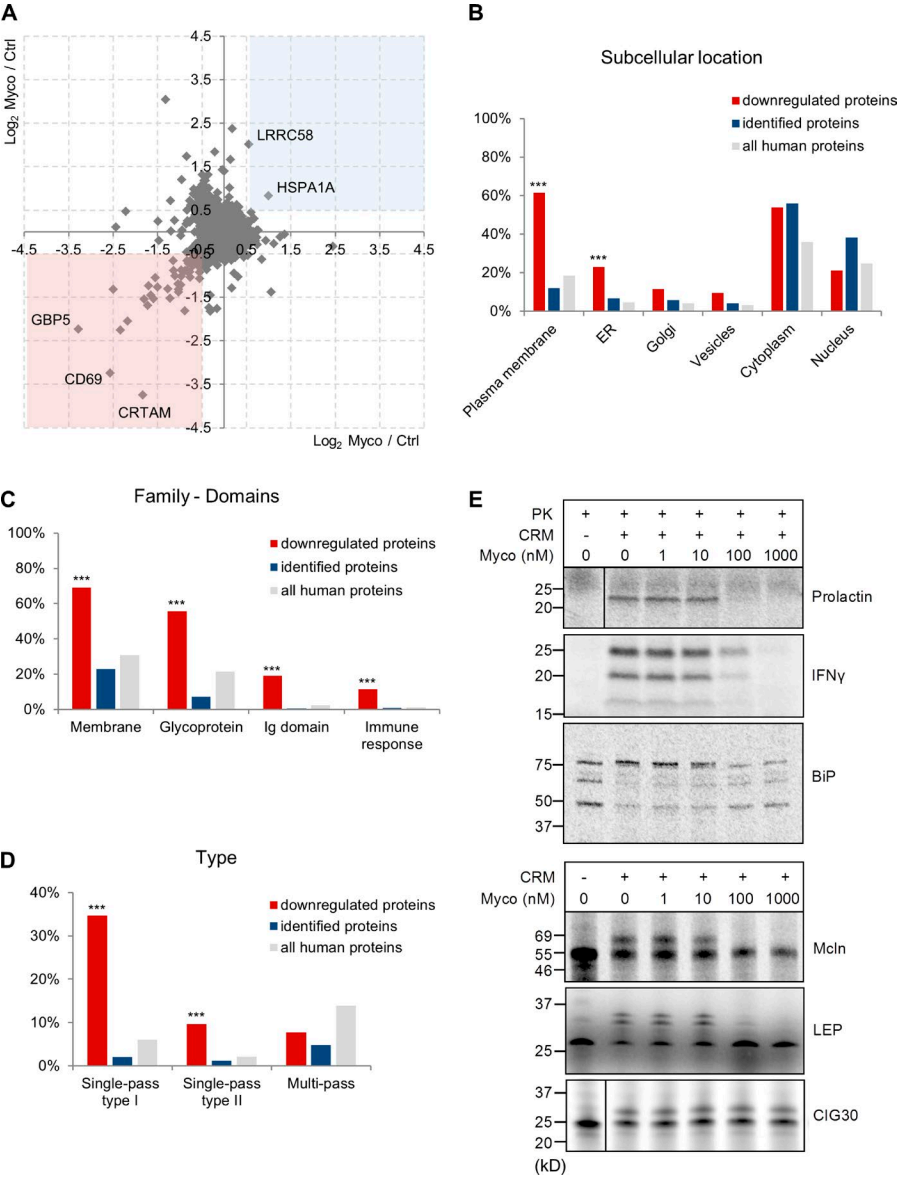 A
Log2 Myco / Ctrl
4.5
3.5
2.5
1.5
0.5
-4.5 -3.5 -2.5 -1.5 -0.5 0.5 1.5 2.5 3.5 4.5
-0.5
-1.5
-2.5
-3.5
-4.5
LRRC58
HSPA1A
GBP5
CD69
CRTAM
Log2 Myco / Ctrl
B
Subcellular location
downregulated proteins
identified proteins
all human proteins
100%
80%
60%
40%
20%
0%
***
***
Plasma membrane
ER
Golgi
Vesicles
Cytoplasm
Nucleus
C
Family - Domains
downregulated proteins
identified proteins
all human proteins
100%
80%
60%
40%
20%
0%
***
***
***
***
Membrane
Glycoprotein
Ig domain
Immune
response
D
Type
downregulated proteins
identified proteins
all human proteins
40%
30%
20%
10%
0%
***
***
Single-pass
type I
Single-pass
type II
Multi-pass
E
PK + + + + + +
CRM - + + + + +
Myco (nM) 0 0 1 10 100 1000
25
20
Prolactin
25
20
15
IFNγ
75
50
37
BiP
CRM - + + + + +
Myco (nM) 0 0 1 10 100 1000
69
55
46
Mcln
37
25
LEP
37
25
20
CIG30
(kD)